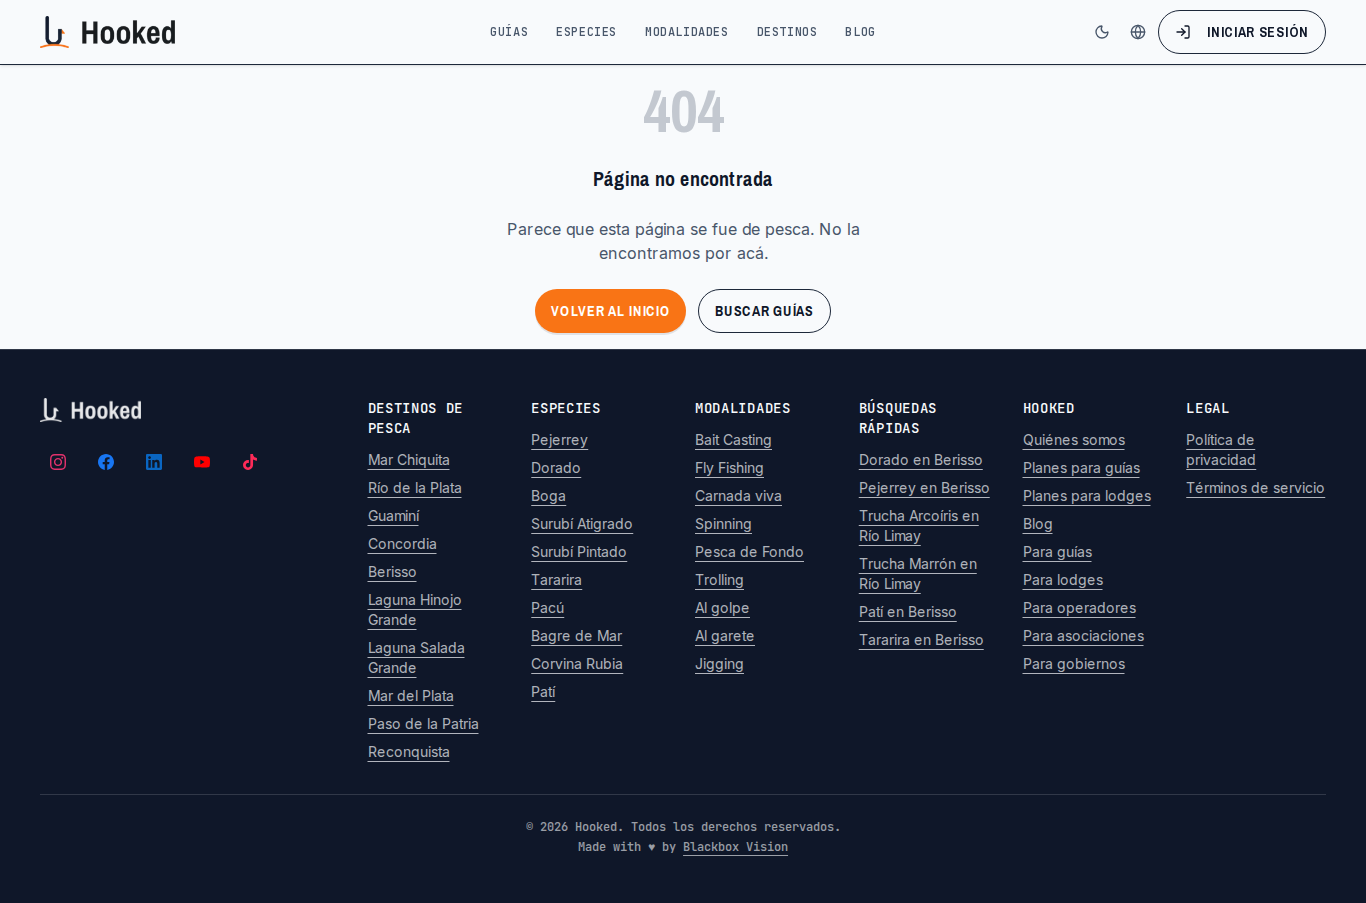 Hooked
GUÍAS
ESPECIES
MODALIDADES
DESTINOS
BLOG
INICIAR SESIÓN
404
Página no encontrada
Parece que esta página se fue de pesca. No la
encontramos por acá.
VOLVER AL INICIO
BUSCAR GUÍAS
Hooked
DESTINOS DE
PESCA
Mar Chiquita
Río de la Plata
Guaminí
Concordia
Berisso
Laguna Hinojo
Grande
Laguna Salada
Grande
Mar del Plata
Paso de la Patria
Reconquista
ESPECIES
Pejerrey
Dorado
Boga
Surubí Atigrado
Surubí Pintado
Tararira
Pacú
Bagre de Mar
Corvina Rubia
Patí
MODALIDADES
Bait Casting
Fly Fishing
Carnada viva
Spinning
Pesca de Fondo
Trolling
Al golpe
Al garete
Jigging
BÚSQUEDAS
RÁPIDAS
Dorado en Berisso
Pejerrey en Berisso
Trucha Arcoíris en
Río Limay
Trucha Marrón en
Río Limay
Patí en Berisso
Tararira en Berisso
HOOKED
Quiénes somos
Planes para guías
Planes para lodges
Blog
Para guías
Para lodges
Para operadores
Para asociaciones
Para gobiernos
LEGAL
Política de
privacidad
Términos de servicio
© 2026 Hooked. Todos los derechos reservados.
Made with ♥ by Blackbox Vision